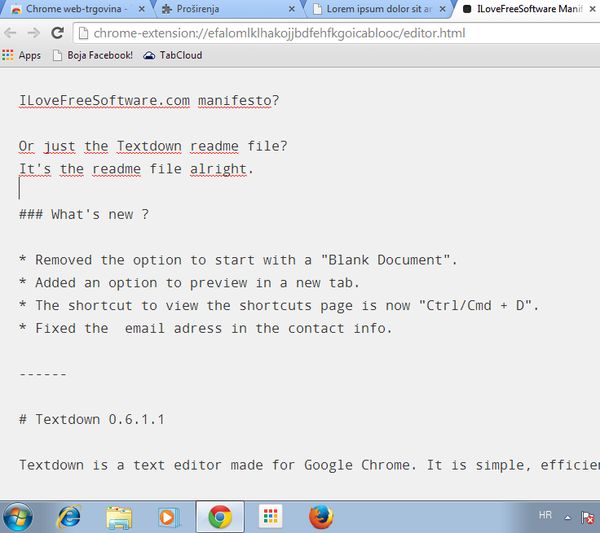 Chrome web-trgovina -
Proširenja
Lorem ipsum dolor sit ar
ILoveFreeSoftware Manif
chrome-extension://efalomlklhakojjbdfehfkgoicablooc/editor.html
Apps
Boja Facebook!
TabCloud
ILoveFreeSoftware.com manifesto?
Or just the Textdown readme file?
It's the readme file alright.
### What's new ?
* Removed the option to start with a "Blank Document".
* Added an option to preview in a new tab.
* The shortcut to view the shortcuts page is now "Ctrl/Cmd + D".
* Fixed the  email adress in the contact info.
------
# Textdown 0.6.1.1
Textdown is a text editor made for Google Chrome. It is simple, efficien
HR